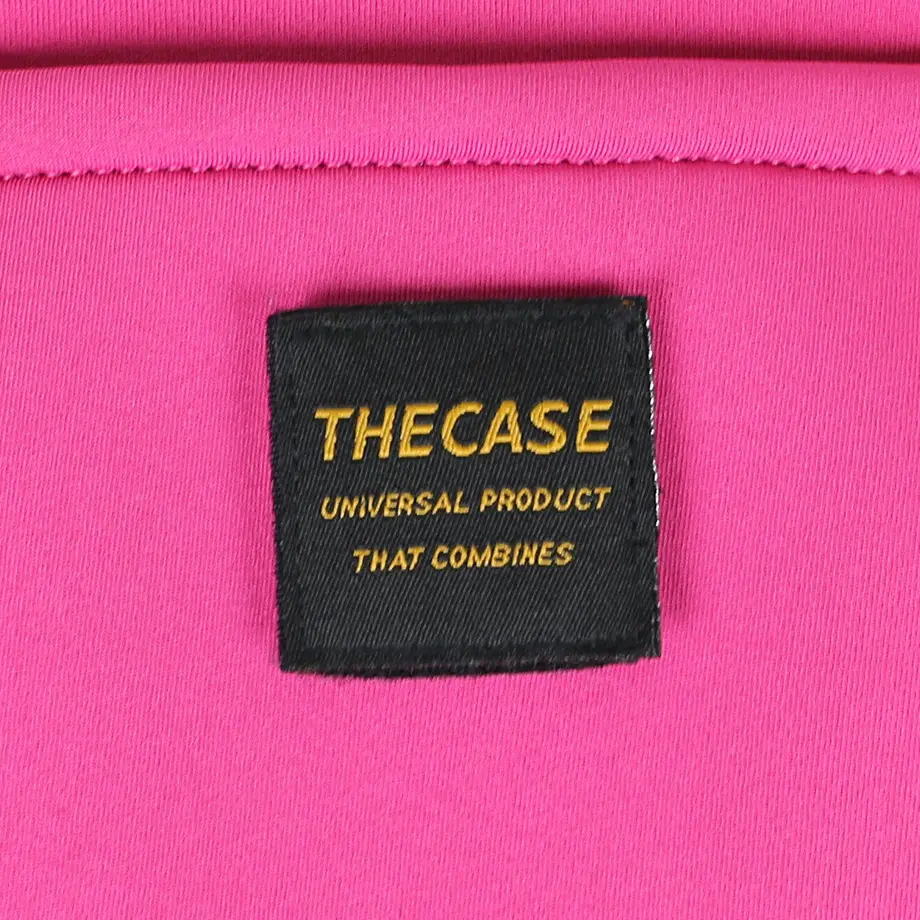 THECASE
UNIVERSAL PRODUCT
THAT COMBINES